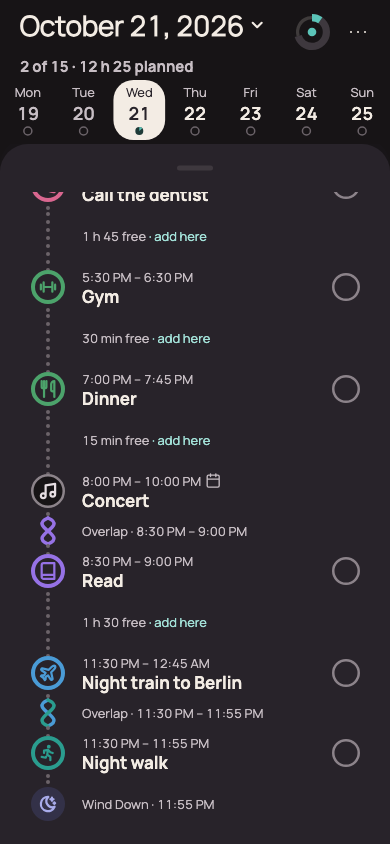 October 21, 2026
2 of 15 · 12 h 25 planned
Mon Tue Wed Thu Fri Sat Sun
19 20 21 22 23 24 25
Call the dentist
1 h 45 free · add here
5:30 PM – 6:30 PM
Gym
30 min free · add here
7:00 PM – 7:45 PM
Dinner
15 min free · add here
8:00 PM – 10:00 PM
Concert
Overlap · 8:30 PM – 9:00 PM
8:30 PM – 9:00 PM
Read
1 h 30 free · add here
11:30 PM – 12:45 AM
Night train to Berlin
Overlap · 11:30 PM – 11:55 PM
11:30 PM – 11:55 PM
Night walk
Wind Down · 11:55 PM